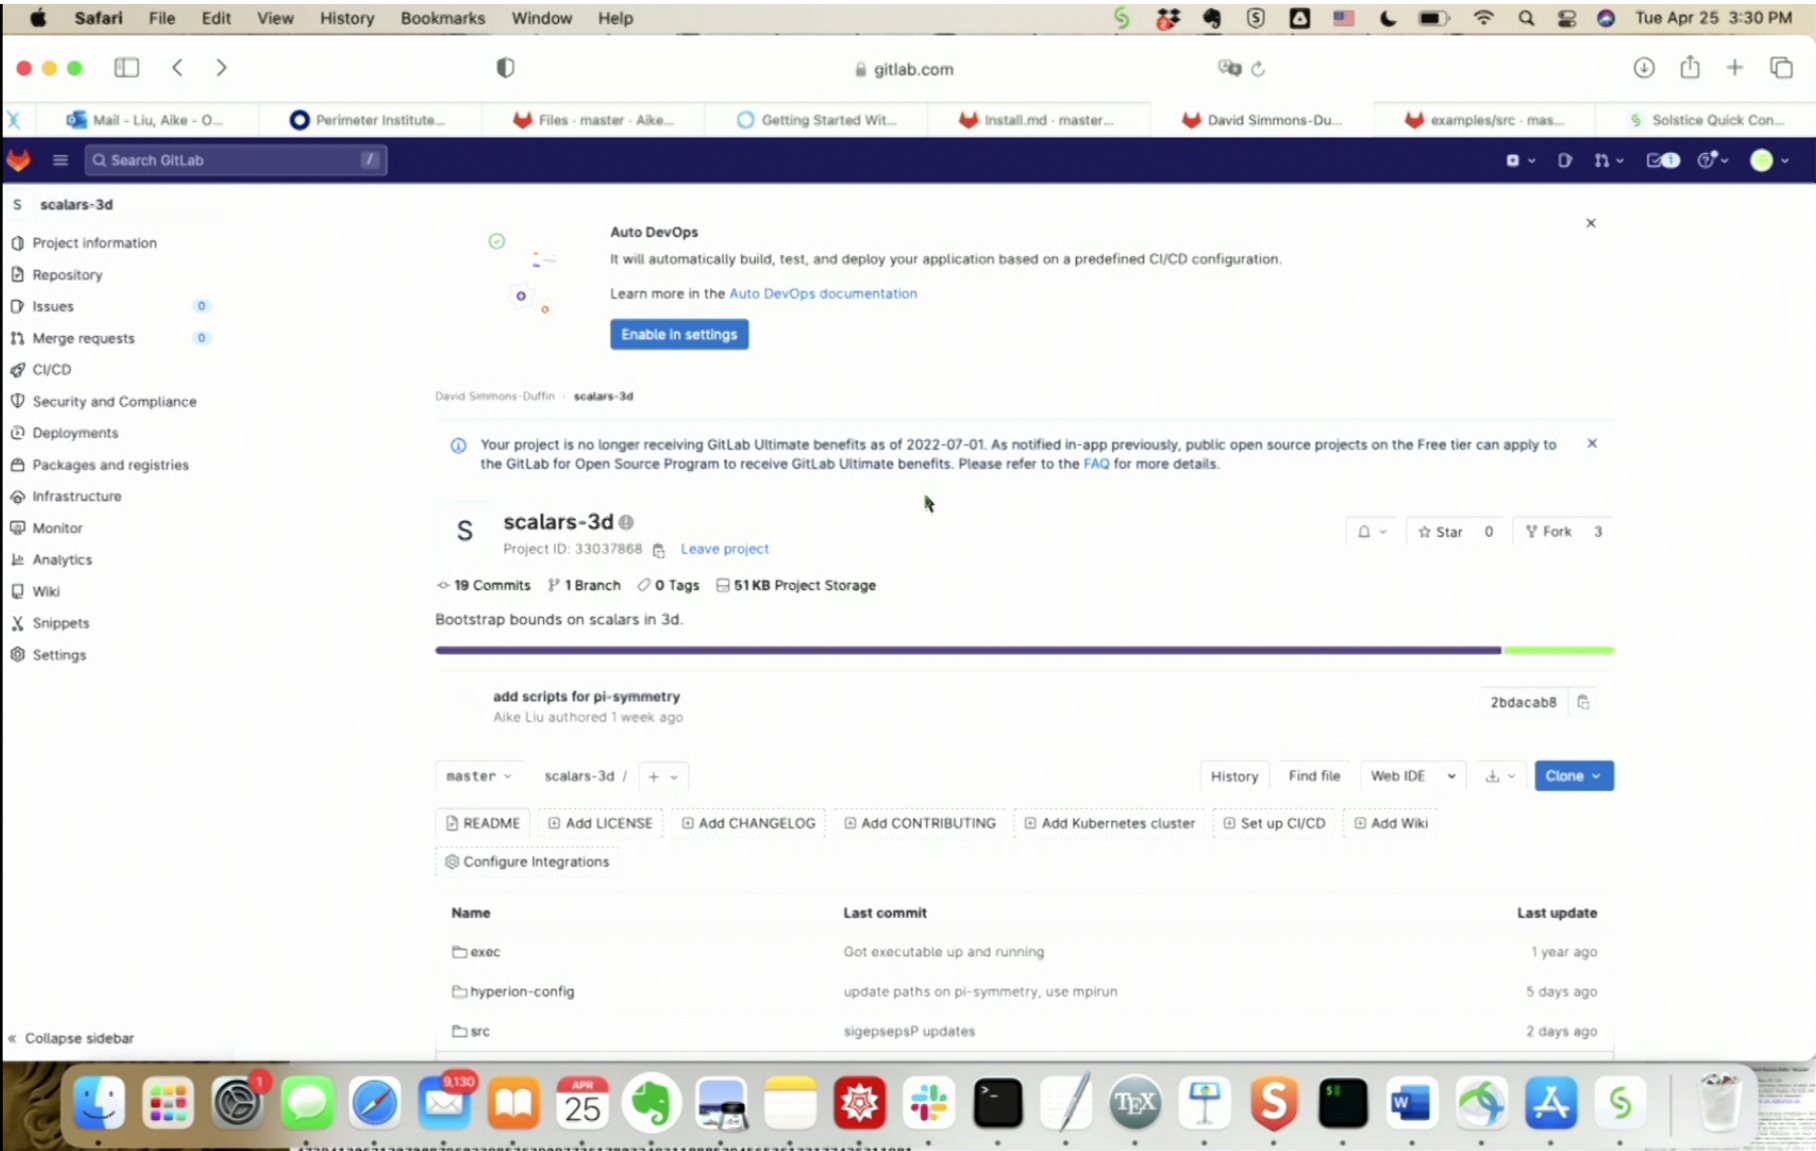 Safari File Edit View History Bookmarks Window Help Tue Apr 25 3:30 PM
gitlab.com
Mail - Liu, Aike - O... Perimeter Institute... Files · master · Aike... Getting Started Wit... Install.md · master... David Simmons-Du... examples/src · mas... Solstice Quick Con...
Search GitLab / 1
S scalars-3d
Project information
Repository
Issues 0
Merge requests 0
CI/CD
Security and Compliance
Deployments
Packages and registries
Infrastructure
Monitor
Analytics
Wiki
Snippets
Settings
« Collapse sidebar
Auto DevOps
It will automatically build, test, and deploy your application based on a predefined CI/CD configuration.
Learn more in the Auto DevOps documentation
Enable in settings
David Simmons-Duffin · scalars-3d
Your project is no longer receiving GitLab Ultimate benefits as of 2022-07-01. As notified in-app previously, public open source projects on the Free tier can apply to
the GitLab for Open Source Program to receive GitLab Ultimate benefits. Please refer to the FAQ for more details.
S scalars-3d
Project ID: 33037868 Leave project
Star 0 Fork 3
19 Commits 1 Branch 0 Tags 51 KB Project Storage
Bootstrap bounds on scalars in 3d.
add scripts for pi-symmetry
Aike Liu authored 1 week ago
2bdacab8
master scalars-3d / + History Find file Web IDE Clone
README Add LICENSE Add CHANGELOG Add CONTRIBUTING Add Kubernetes cluster Set up CI/CD Add Wiki
Configure Integrations
Name Last commit Last update
exec Got executable up and running 1 year ago
hyperion-config update paths on pi-symmetry, use mpirun 5 days ago
src sigepsepsP updates 2 days ago
1 9,130 APR 25 TEX S W S